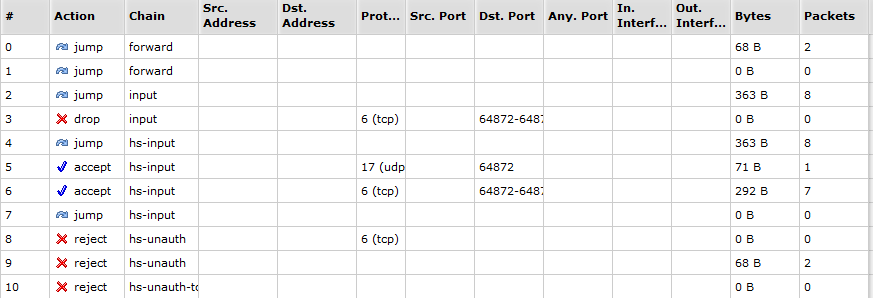 # Action Chain Src. Address Dst. Address Prot... Src. Port Dst. Port Any. Port In. Interf... Out. Interf... Bytes Packets
0 jump forward 68 B 2
1 jump forward 0 B 0
2 jump input 363 B 8
3 drop input 6 (tcp) 64872-6487 0 B 0
4 jump hs-input 363 B 8
5 accept hs-input 17 (udp 64872 71 B 1
6 accept hs-input 6 (tcp) 64872-6487 292 B 7
7 jump hs-input 0 B 0
8 reject hs-unauth 6 (tcp) 0 B 0
9 reject hs-unauth 68 B 2
10 reject hs-unauth-to 0 B 0